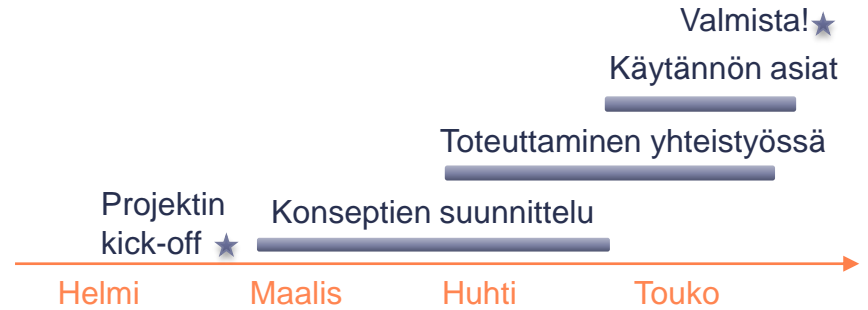 Valmista!
Käytännön asiat
Toteuttaminen yhteistyössä
Projektin
kick-off
Konseptien suunnittelu
Helmi
Maalis
Huhti
Touko